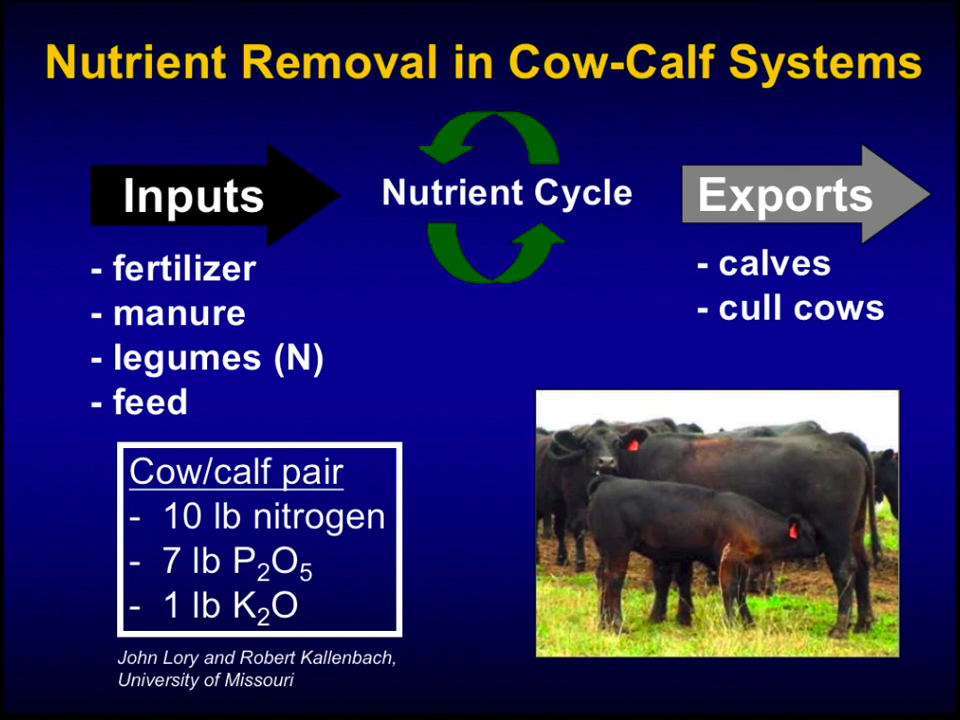 Nutrient Removal in Cow-Calf Systems
Inputs
Nutrient Cycle
Exports
- fertilizer
- manure
- legumes (N)
- feed
- calves
- cull cows
Cow/calf pair
- 10 lb nitrogen
- 7 lb P₂O₅
- 1 lb K₂O
John Lory and Robert Kallenbach,
University of Missouri